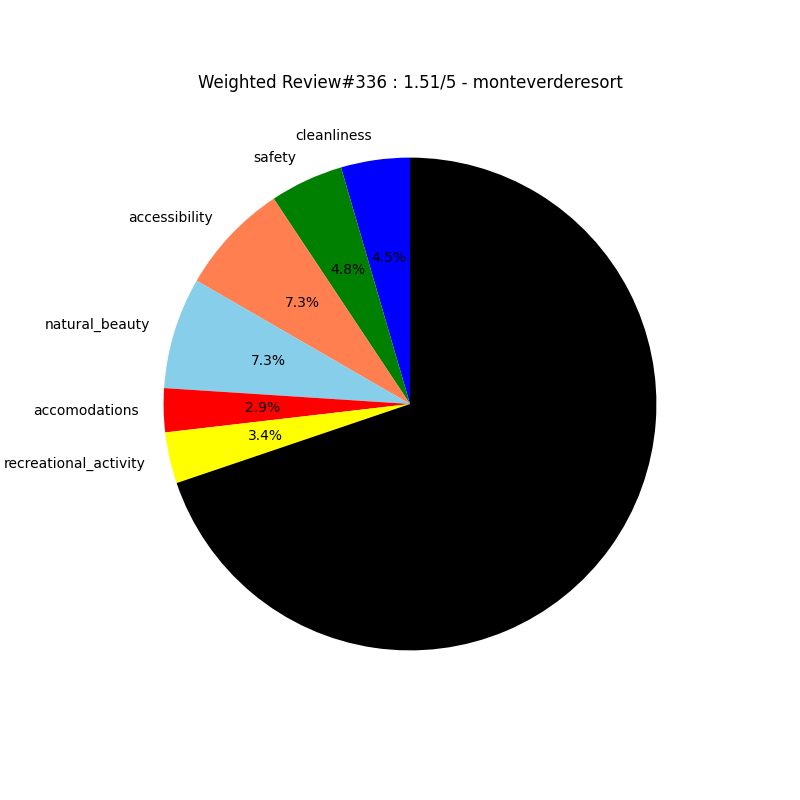 Weighted Review#336 : 1.51/5 - monteverderesort
cleanliness
safety
accessibility
natural_beauty
accomodations
recreational_activity
4.5%
4.8%
7.3%
7.3%
2.9%
3.4%